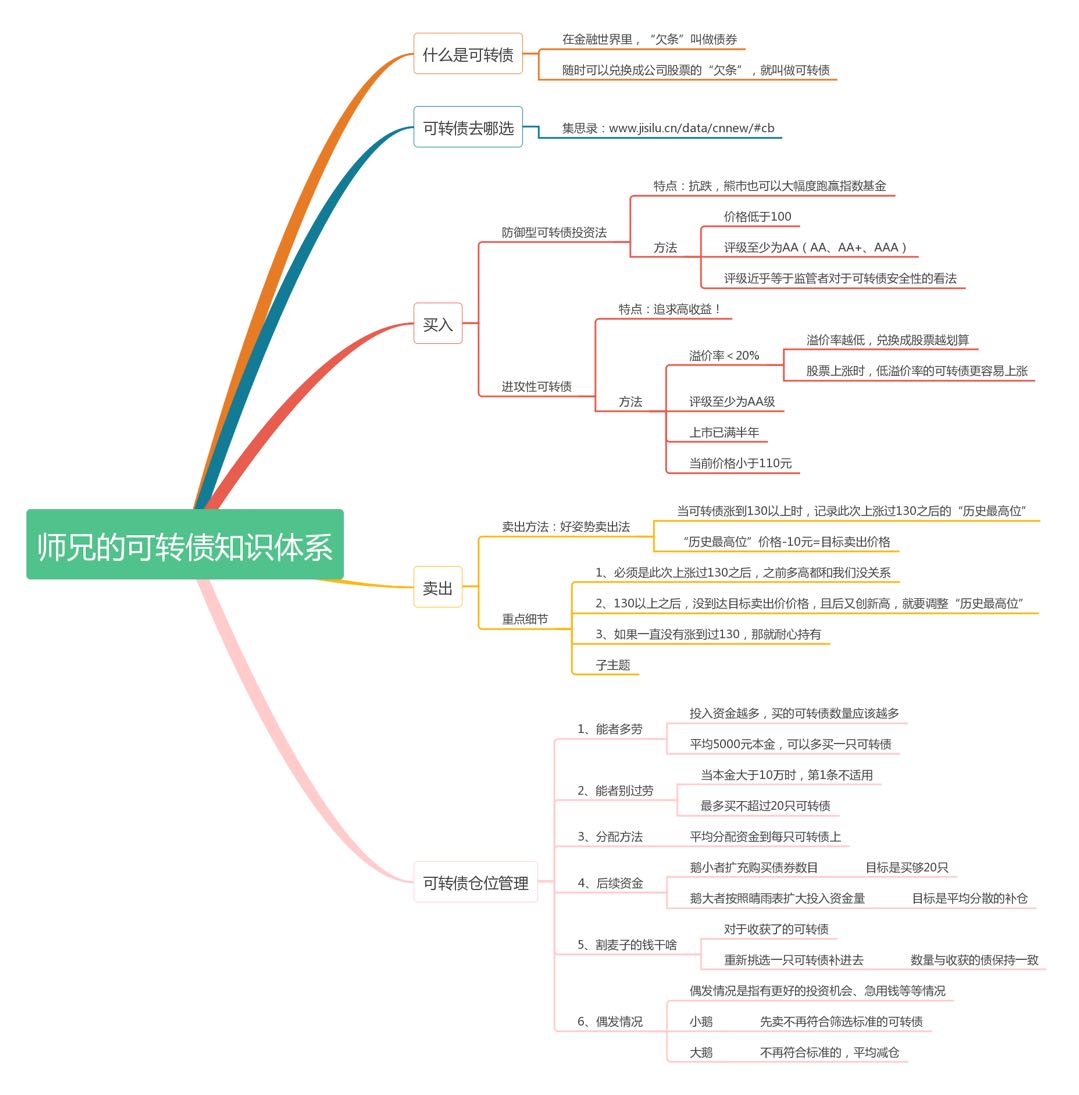 师兄的可转债知识体系
什么是可转债
在金融世界里，“欠条”叫做债券
随时可以兑换成公司股票的“欠条”，就叫做可转债
可转债去哪选
集思录：www.jisilu.cn/data/cnnew/#cb
买入
防御型可转债投资法
特点：抗跌，熊市也可以大幅度跑赢指数基金
方法
价格低于100
评级至少为AA（AA、AA+、AAA）
评级近乎等于监管者对于可转债安全性的看法
进攻性可转债
特点：追求高收益！
方法
溢价率＜20%
溢价率越低，兑换成股票越划算
股票上涨时，低溢价率的可转债更容易上涨
评级至少为AA级
上市已满半年
当前价格小于110元
卖出
卖出方法：好姿势卖出法
当可转债涨到130以上时，记录此次上涨过130之后的“历史最高位”
“历史最高位”价格-10元=目标卖出价格
重点细节
1、必须是此次上涨过130之后，之前多高都和我们没关系
2、130以上之后，没到达目标卖出价价格，且后又创新高，就要调整“历史最高位”
3、如果一直没有涨到过130，那就耐心持有
子主题
可转债仓位管理
1、能者多劳
投入资金越多，买的可转债数量应该越多
平均5000元本金，可以多买一只可转债
2、能者别过劳
当本金大于10万时，第1条不适用
最多买不超过20只可转债
3、分配方法
平均分配资金到每只可转债上
4、后续资金
鹅小者扩充购买债券数目
目标是买够20只
鹅大者按照晴雨表扩大投入资金量
目标是平均分散的补仓
5、割麦子的钱干啥
对于收获了的可转债
重新挑选一只可转债补进去
数量与收获的债保持一致
6、偶发情况
偶发情况是指有更好的投资机会、急用钱等等情况
小鹅
先卖不再符合筛选标准的可转债
大鹅
不再符合标准的，平均减仓